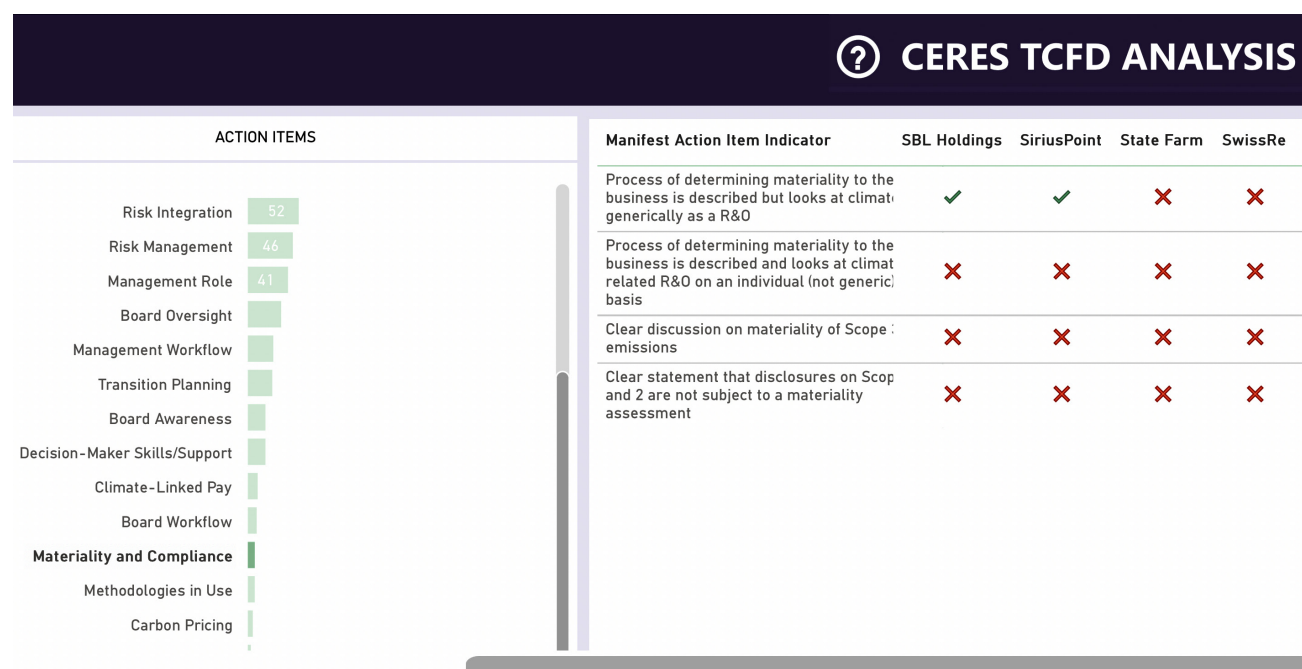 CERES TCFD ANALYSIS
ACTION ITEMS
Risk Integration 52
Risk Management 46
Management Role 41
Board Oversight
Management Workflow
Transition Planning
Board Awareness
Decision-Maker Skills/Support
Climate-Linked Pay
Board Workflow
Materiality and Compliance
Methodologies in Use
Carbon Pricing
Manifest Action Item Indicator SBL Holdings SiriusPoint State Farm SwissRe
Process of determining materiality to the
business is described but looks at climat
generically as a R&O
Process of determining materiality to the
business is described and looks at climat
related R&O on an individual (not generic)
basis
Clear discussion on materiality of Scope
emissions
Clear statement that disclosures on Scop
and 2 are not subject to a materiality
assessment